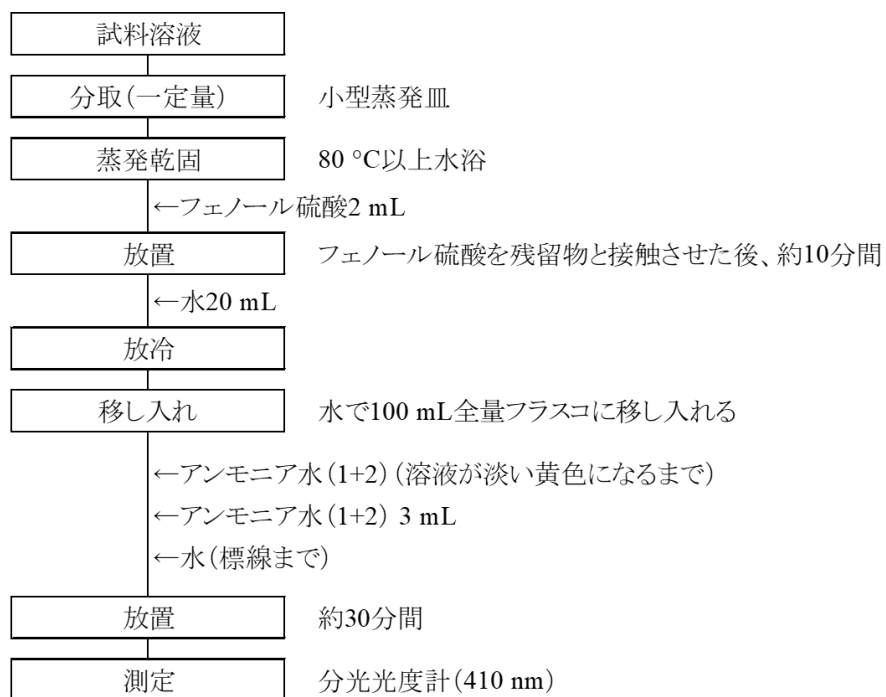 試料溶液
分取(一定量) 小型蒸発皿
蒸発乾固 80 °C以上水浴
←フェノール硫酸2 mL
放置 フェノール硫酸を残留物と接触させた後、約10分間
←水20 mL
放冷
移し入れ 水で100 mL全量フラスコに移し入れる
←アンモニア水(1+2)(溶液が淡い黄色になるまで)
←アンモニア水(1+2) 3 mL
←水(標線まで)
放置 約30分間
測定 分光光度計(410 nm)